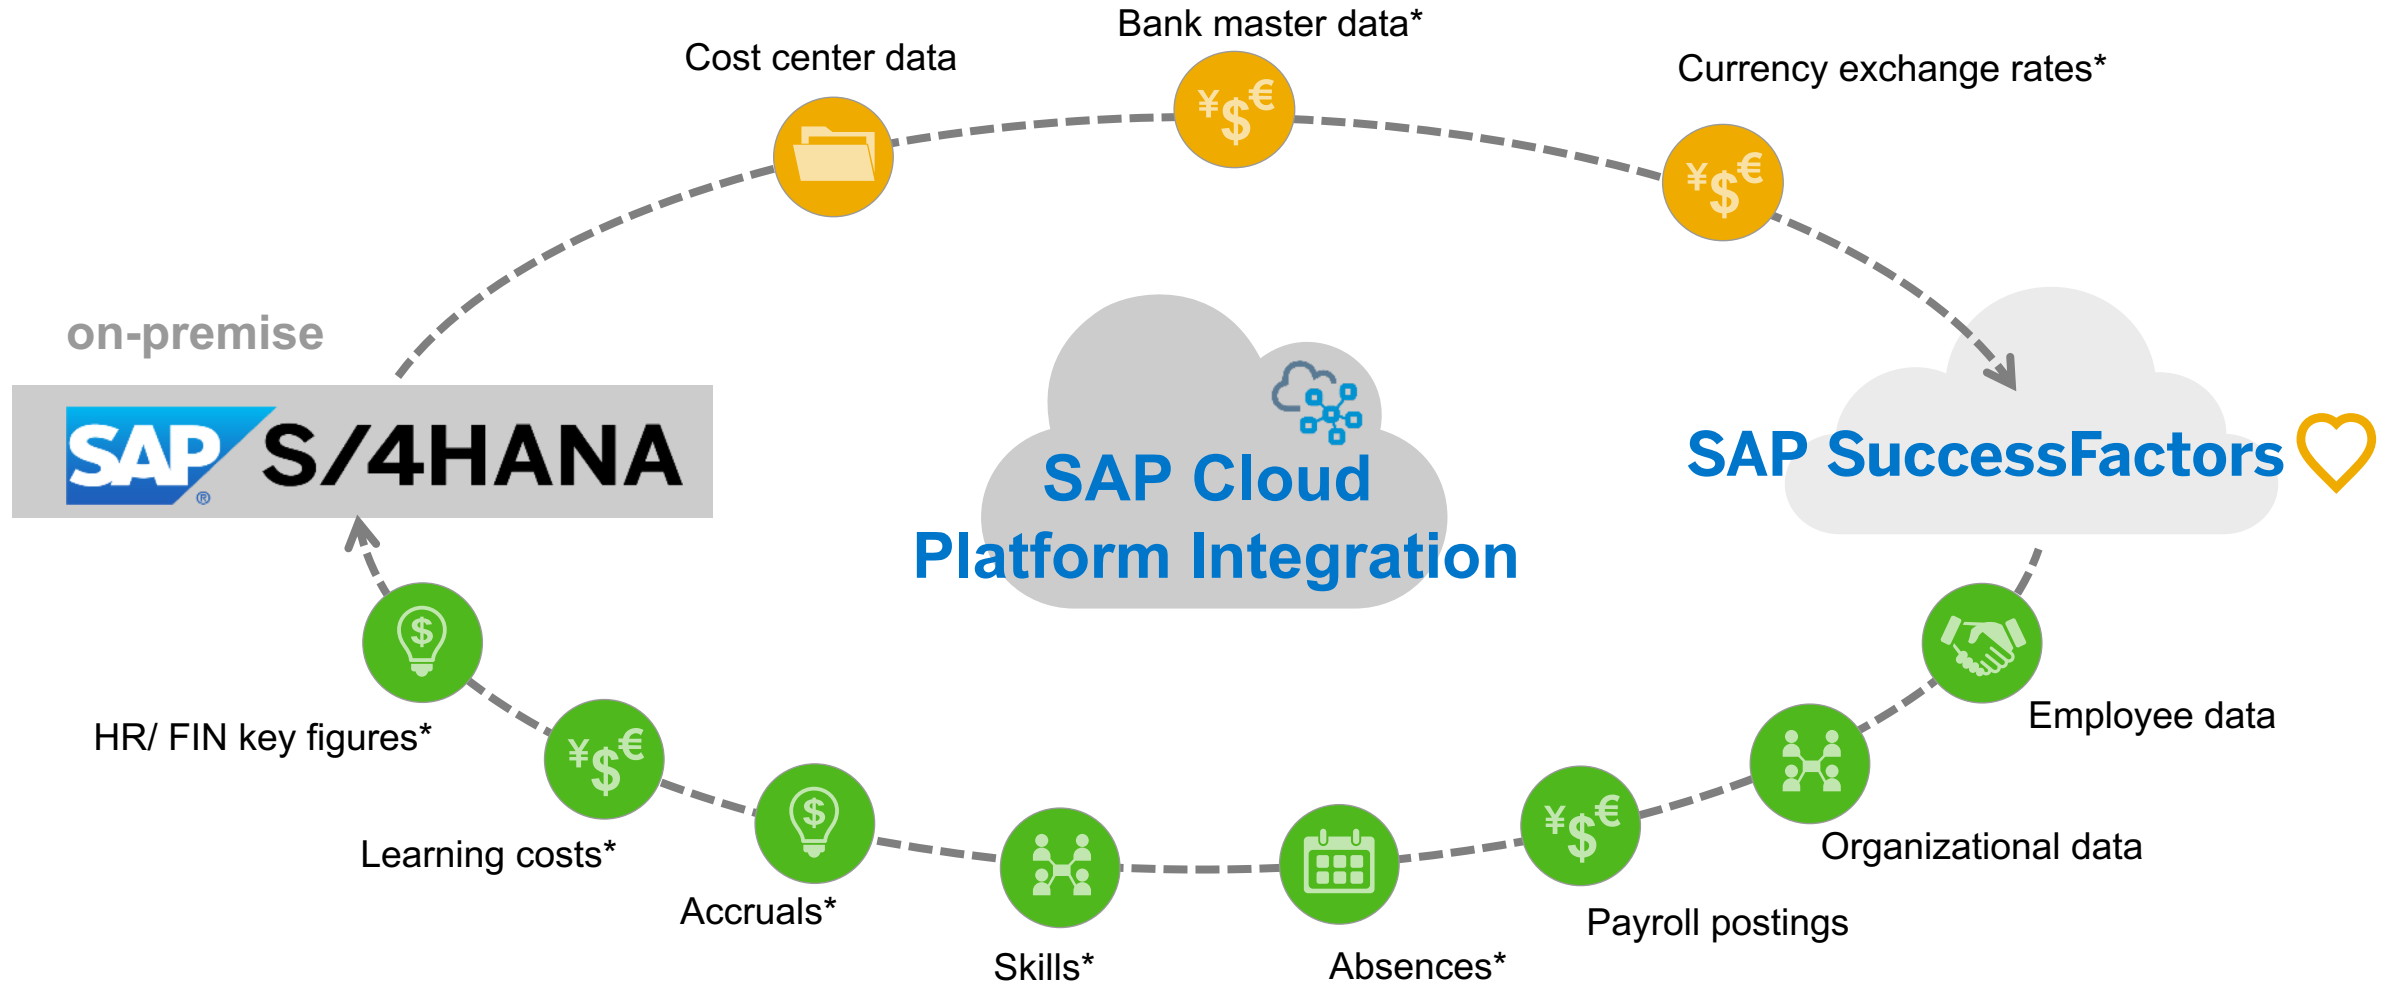 Bank master data*
Cost center data
Currency exchange rates*
on-premise
SAP S/4HANA
®
SAP Cloud
Platform Integration
SAP SuccessFactors
¥$€
¥$€
$
HR/ FIN key figures*
¥$€
Learning costs*
$
Accruals*
Skills*
Absences*
¥$€
Payroll postings
Organizational data
Employee data